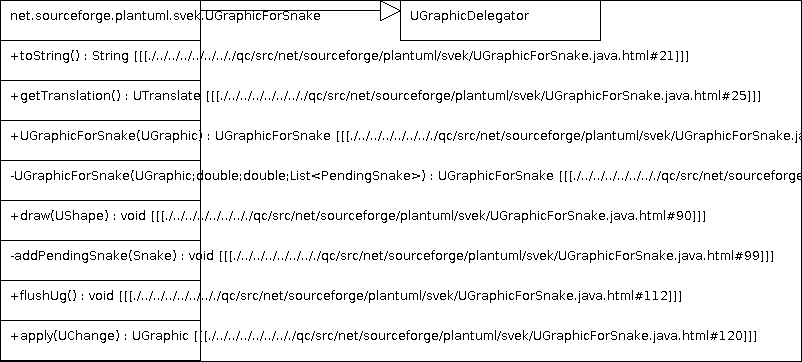 net.sourceforge.plantuml.svek.UGraphicForSnake
UGraphicDelegator
+toString() : String [[[./../../../../../../qc/src/net/sourceforge/plantuml/svek/UGraphicForSnake.java.html#21]]]
+getTranslation() : UTranslate [[[./../../../../../../qc/src/net/sourceforge/plantuml/svek/UGraphicForSnake.java.html#25]]]
+UGraphicForSnake(UGraphic) : UGraphicForSnake [[[./../../../../../../qc/src/net/sourceforge/plantuml/svek/UGraphicForSnake.ja
-UGraphicForSnake(UGraphic;double;double;List<PendingSnake>) : UGraphicForSnake [[[./../../../../../../qc/src/net/sourceforge
+draw(UShape) : void [[[./../../../../../../qc/src/net/sourceforge/plantuml/svek/UGraphicForSnake.java.html#90]]]
-addPendingSnake(Snake) : void [[[./../../../../../../qc/src/net/sourceforge/plantuml/svek/UGraphicForSnake.java.html#99]]]
+flushUg() : void [[[./../../../../../../qc/src/net/sourceforge/plantuml/svek/UGraphicForSnake.java.html#112]]]
+apply(UChange) : UGraphic [[[./../../../../../../qc/src/net/sourceforge/plantuml/svek/UGraphicForSnake.java.html#120]]]